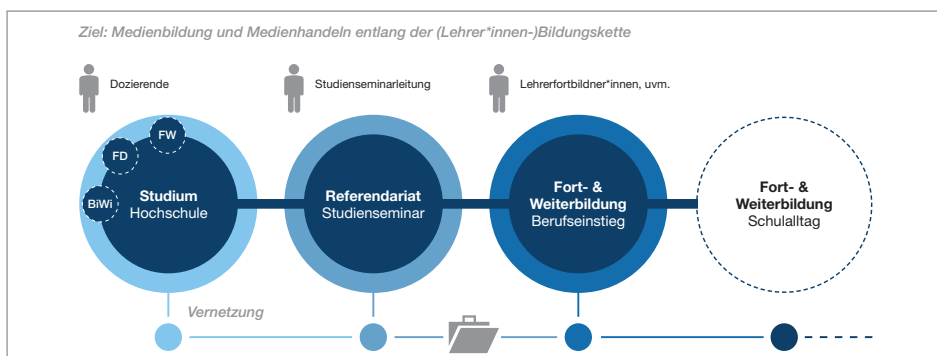 Ziel: Medienbildung und Medienhandeln entlang der (Lehrer*innen-)Bildungskette
Dozierende
Studienseminarleitung
Lehrerfortbildner*innen, uvm.
FW
FD
BiWi
Studium
Hochschule
Referendariat
Studienseminar
Fort- &
Weiterbildung
Berufseinstieg
Fort- &
Weiterbildung
Schulalltag
Vernetzung